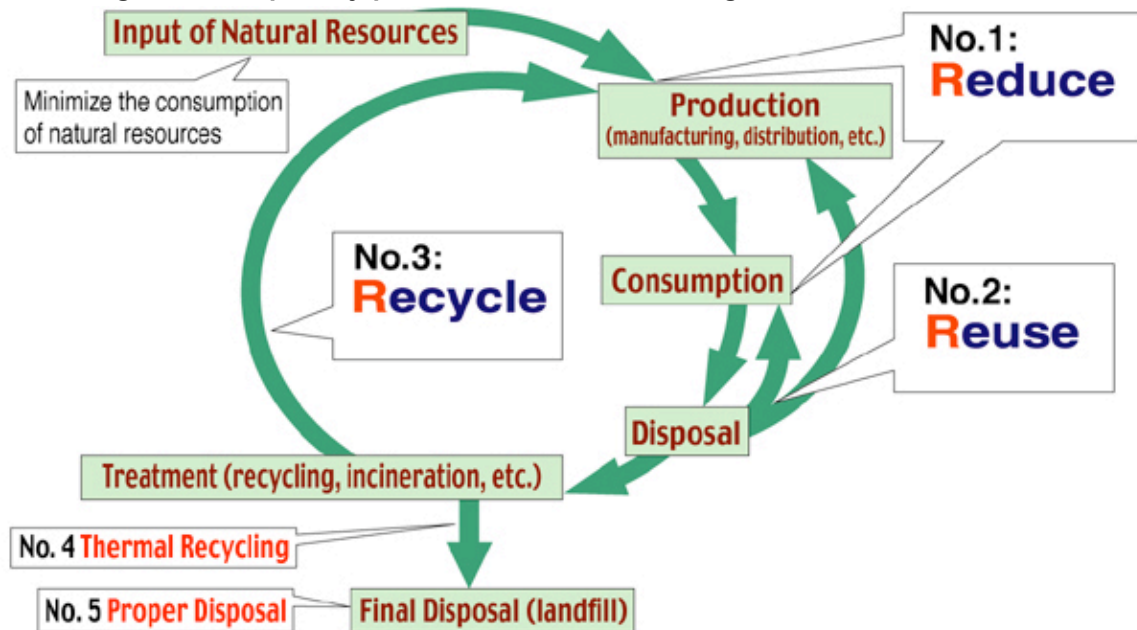 Input of Natural Resources
Minimize the consumption
of natural resources
No.1:
Reduce
Production
(manufacturing, distribution, etc.)
No.3:
Recycle
Consumption
No.2:
Reuse
Disposal
Treatment (recycling, incineration, etc.)
No. 4 Thermal Recycling
No. 5 Proper Disposal
Final Disposal (landfill)